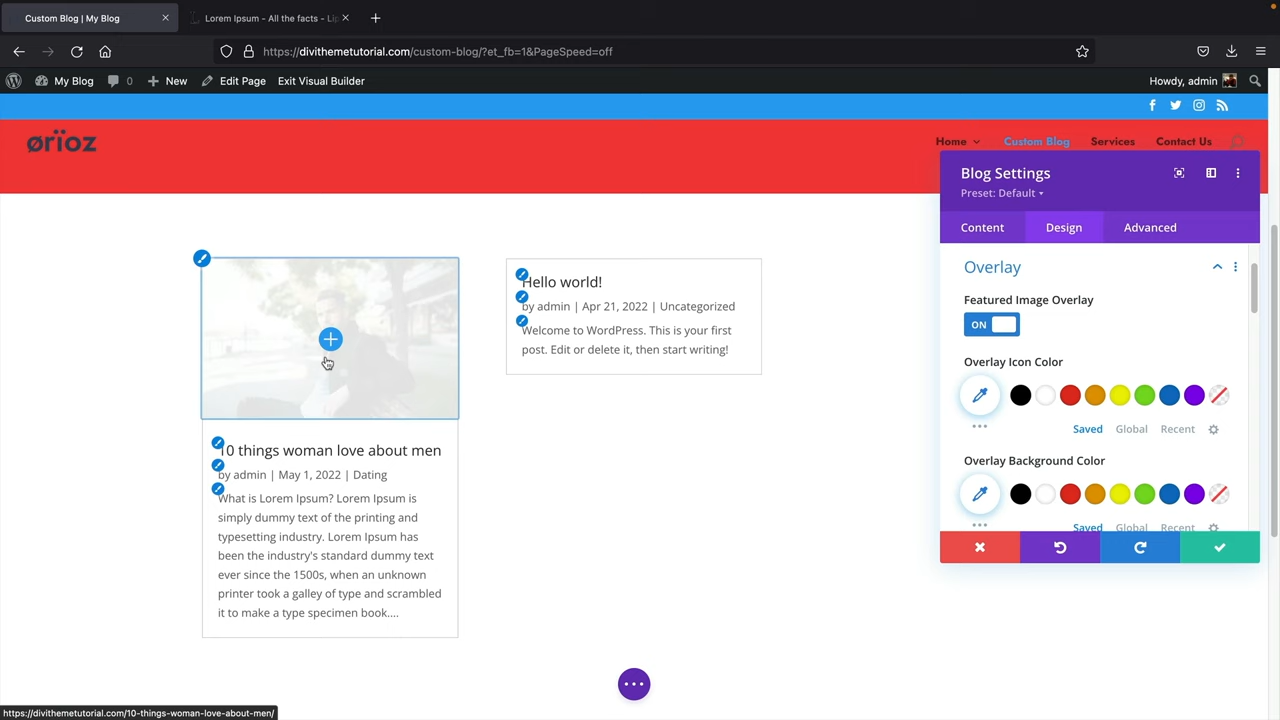 Custom Blog | My Blog
Lorem Ipsum - All the facts - Li
https://divithemetutorial.com/custom-blog/?et_fb=1&PageSpeed=off
My Blog
0
New
Edit Page
Exit Visual Builder
Howdy, admin
ørïoz
Home
Custom Blog
Services
Contact Us
Blog Settings
Preset: Default
Content
Design
Advanced
Overlay
Featured Image Overlay
ON
Overlay Icon Color
Saved
Global
Recent
Overlay Background Color
Saved
Global
Recent
10 things woman love about men
by admin | May 1, 2022 | Dating
What is Lorem Ipsum? Lorem Ipsum is
simply dummy text of the printing and
typesetting industry. Lorem Ipsum has
been the industry's standard dummy text
ever since the 1500s, when an unknown
printer took a galley of type and scrambled
it to make a type specimen book....
Hello world!
by admin | Apr 21, 2022 | Uncategorized
Welcome to WordPress. This is your first
post. Edit or delete it, then start writing!
https://divithemetutorial.com/10-things-woman-love-about-men/